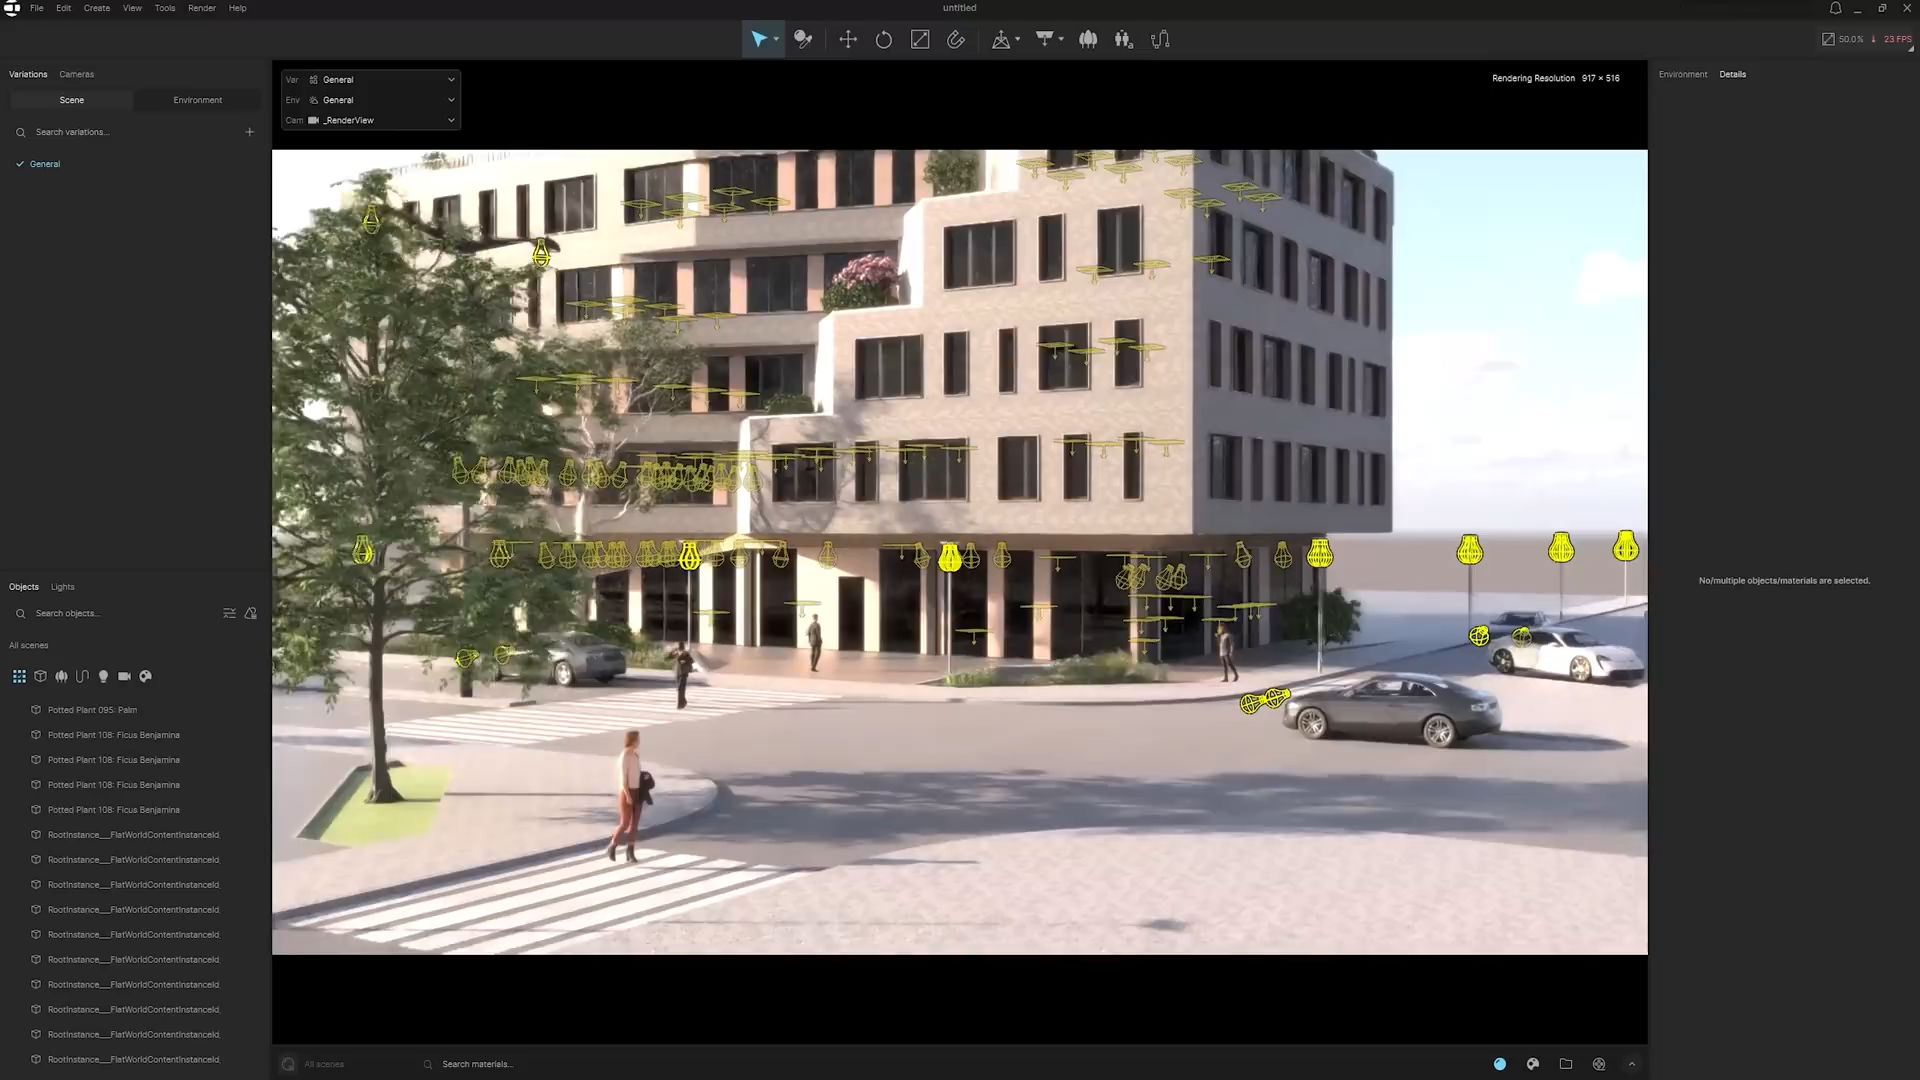 File Edit Create View Tools Render Help
untitled
50.0% 23 FPS
Variations Cameras
Scene Environment
Search variations...
General
Var General
Env General
Cam _RenderView
Rendering Resolution 917 × 516
Environment Details
No/multiple objects/materials are selected.
Objects Lights
Search objects...
All scenes
Potted Plant 095: Palm
Potted Plant 108: Ficus Benjamina
Potted Plant 108: Ficus Benjamina
Potted Plant 108: Ficus Benjamina
Potted Plant 108: Ficus Benjamina
RootInstance__FlatWorldContentInstanceId
RootInstance__FlatWorldContentInstanceId
RootInstance__FlatWorldContentInstanceId
RootInstance__FlatWorldContentInstanceId
RootInstance__FlatWorldContentInstanceId
RootInstance__FlatWorldContentInstanceId
RootInstance__FlatWorldContentInstanceId
RootInstance__FlatWorldContentInstanceId
RootInstance__FlatWorldContentInstanceId
RootInstance__FlatWorldContentInstanceId
All scenes
Search materials...